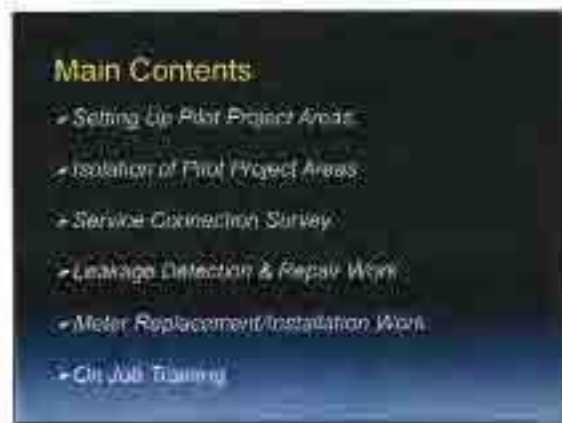 Main Contents
➢Setting Up Pilot Project Areas
➢Isolation of Pilot Project Areas
➢Service Connection Survey
➢Leakage Detection & Repair Work
➢Meter Replacement/Installation Work
➢On Job Training